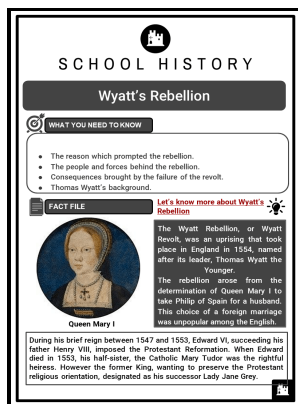 SCHOOL HISTORY
Wyatt's Rebellion
WHAT YOU NEED TO KNOW
● The reason which prompted the rebellion.
● The people and forces behind the rebellion.
● Consequences brought by the failure of the revolt.
● Thomas Wyatt's background.
FACT FILE
Let's know more about Wyatt's
Rebellion
The Wyatt Rebellion, or Wyatt
Revolt, was an uprising that took
place in England in 1554, named
after its leader, Thomas Wyatt the
Younger.
The rebellion arose from the
determination of Queen Mary I to
take Philip of Spain for a husband.
This choice of a foreign marriage
was unpopular among the English.
Queen Mary I
During his brief reign between 1547 and 1553, Edward VI, succeeding his
father Henry VIII, imposed the Protestant Reformation. When Edward
died in 1553, his half-sister, the Catholic Mary Tudor was the rightful
heiress. However the former King, wanting to preserve the Protestant
religious orientation, designated as his successor Lady Jane Grey.